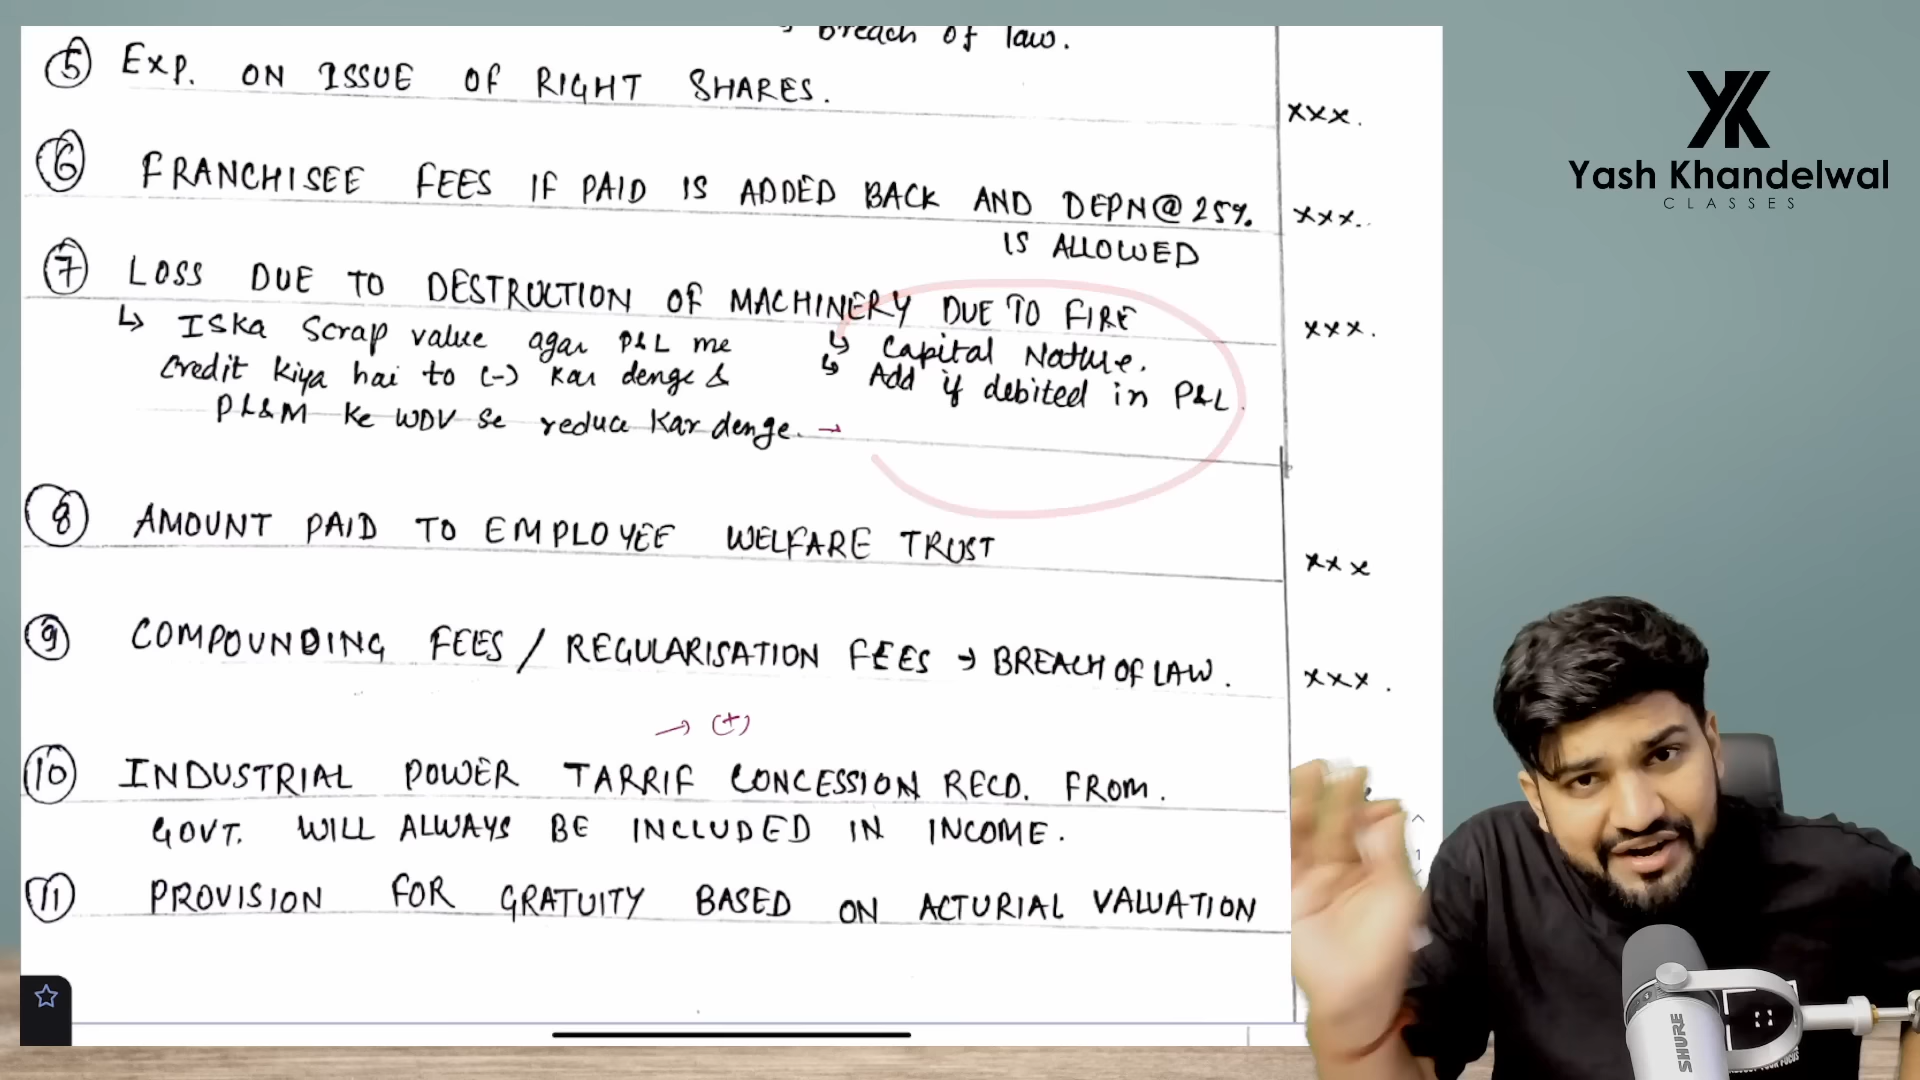 breach of law.
5 EXP. ON ISSUE OF RIGHT SHARES. xxx.
6 FRANCHISEE FEES IF PAID IS ADDED BACK AND DEPN@25% xxx.
IS ALLOWED
7 LOSS DUE TO DESTRUCTION OF MACHINERY DUE TO FIRE xxx.
↳ ISKa Scrap value agar P&L me
credit kiya hai to (-) Kar denge &
PL&M Ke WDV se reduce Kar denge. →
↳ Capital Nature.
↳ Add if debited in P&L.
8 AMOUNT PAID TO EMPLOYEE WELFARE TRUST xxx
9 COMPOUNDING FEES / REGULARISATION FEES → BREACH OF LAW. xxx.
→ (+)
10 INDUSTRIAL POWER TARRIF CONCESSION RECD. FROM.
GOVT. WILL ALWAYS BE INCLUDED IN INCOME.
11 PROVISION FOR GRATUITY BASED ON ACTURIAL VALUATION
YK
Yash Khandelwal
CLASSES
SHURE